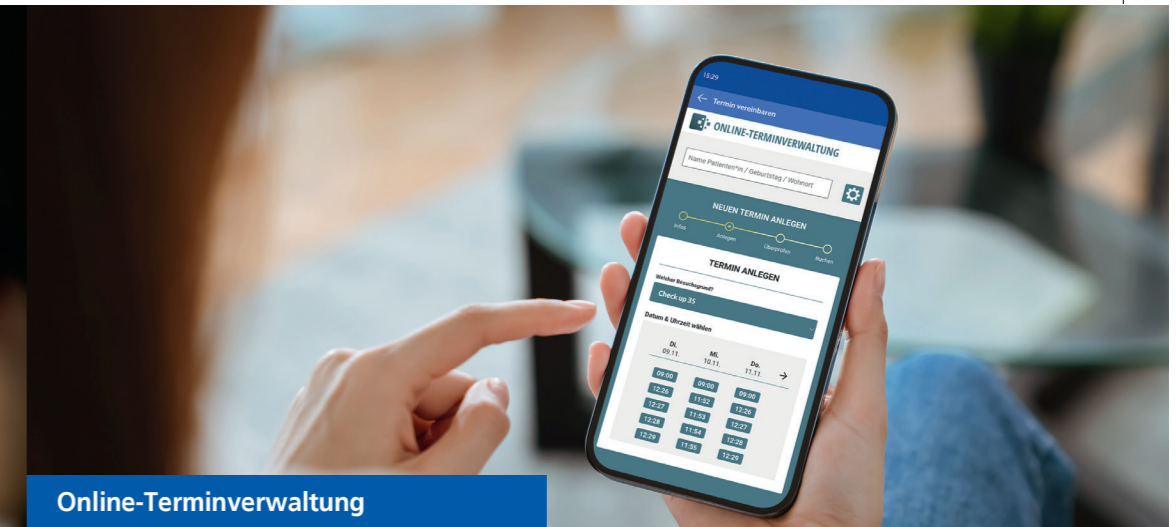 15:29
← Termin vereinbaren
ONLINE-TERMINVERWALTUNG
Name Patienten*in / Geburtstag / Wohnort
NEUEN TERMIN ANLEGEN
Infos Anlegen Überprüfen Buchen
TERMIN ANLEGEN
Welcher Besuchsgrund?
Check up 35
Datum & Uhrzeit wählen
Di. Mi. Do.
09.11. 10.11. 11.11. →
09:00 09:00 09:00
12:26 11:52 12:26
12:27 11:53 12:27
12:28 11:54 12:28
12:29 11:55 12:29
Online-Terminverwaltung